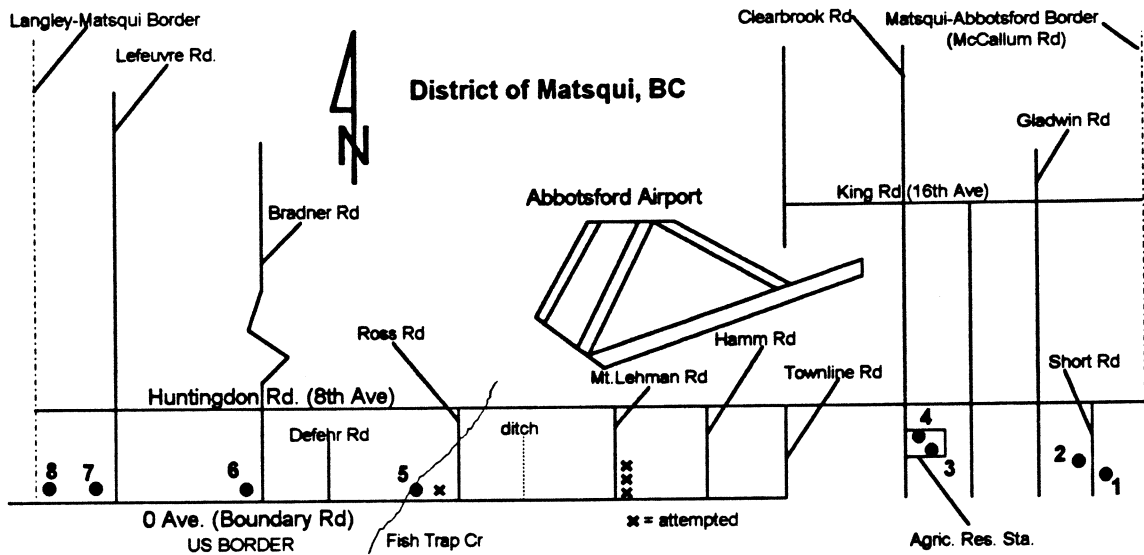 Langley-Matsqui Border
Clearbrook Rd
Matsqui-Abbotsford Border
(McCallum Rd)
Lefeuvre Rd.
District of Matsqui, BC
Gladwin Rd
N
King Rd (16th Ave)
Abbotsford Airport
Bradner Rd
Ross Rd
Hamm Rd
Short Rd
Mt.Lehman Rd
Townline Rd
Huntingdon Rd. (8th Ave)
4
ditch
Defehr Rd
2
3
8
7
6
5
1
0 Ave. (Boundary Rd)
x = attempted
US BORDER
Fish Trap Cr
Agric. Res. Sta.